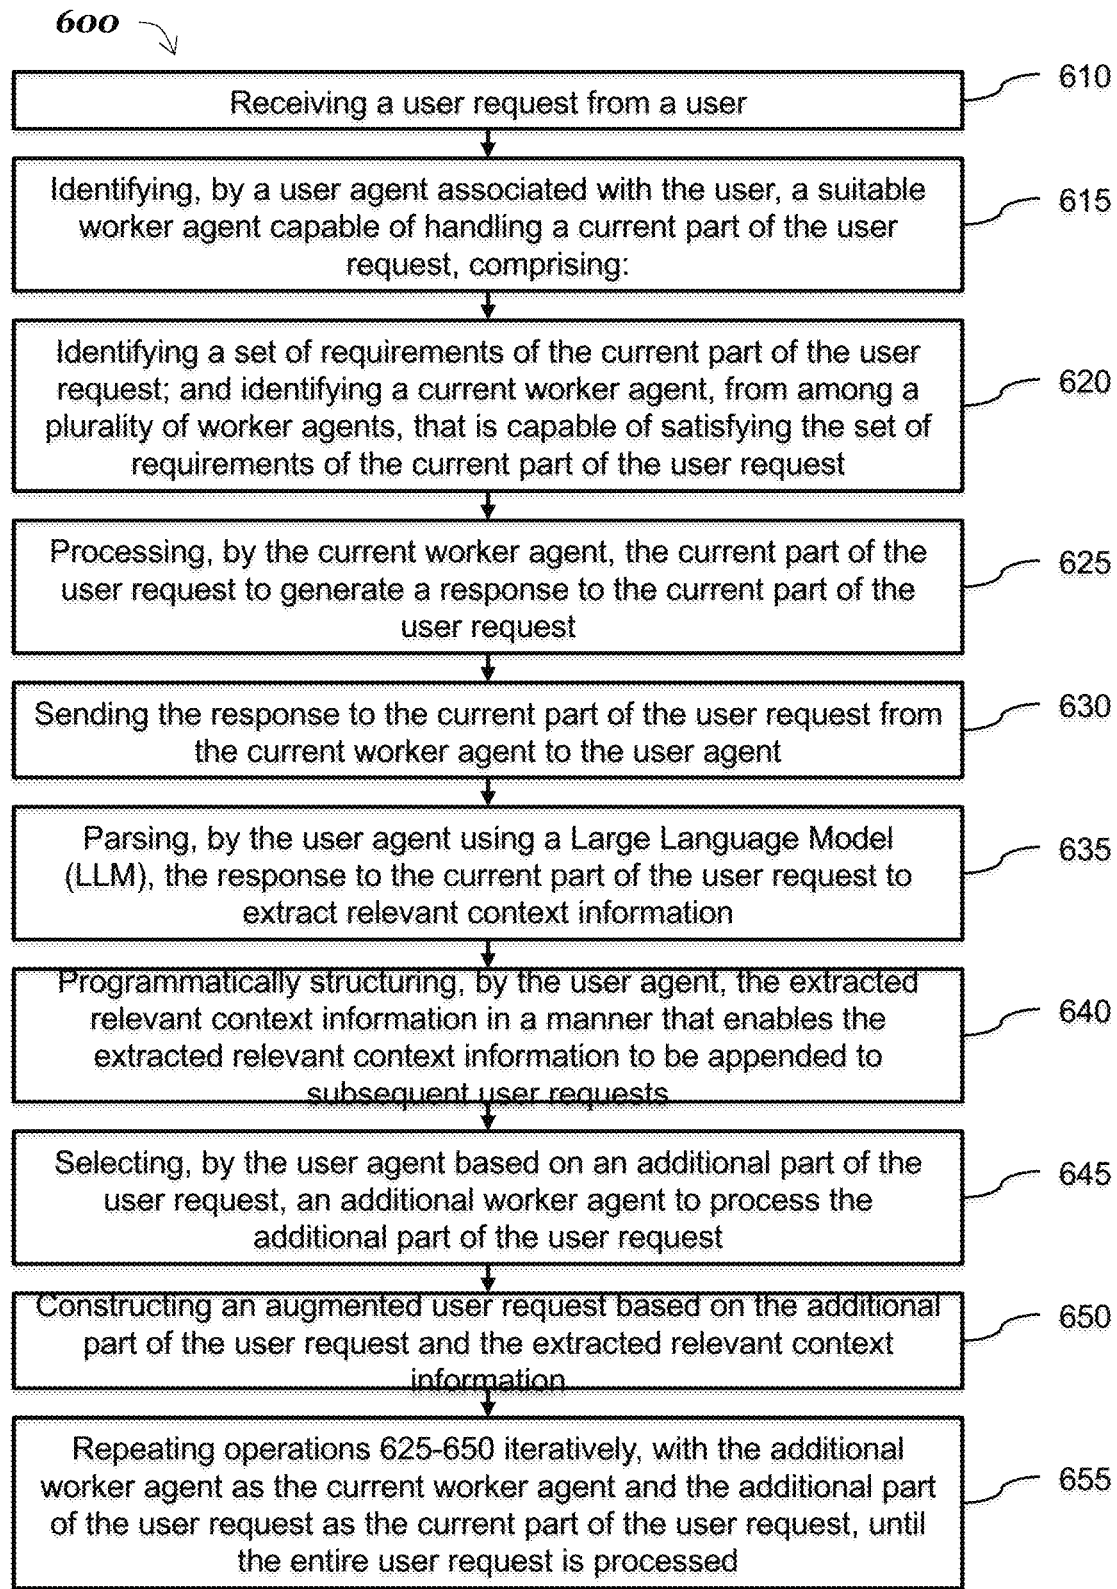 600
Receiving a user request from a user
610
Identifying, by a user agent associated with the user, a suitable
worker agent capable of handling a current part of the user
request, comprising:
615
Identifying a set of requirements of the current part of the user
request; and identifying a current worker agent, from among a
plurality of worker agents, that is capable of satisfying the set of
requirements of the current part of the user request
620
Processing, by the current worker agent, the current part of the
user request to generate a response to the current part of the
user request
625
Sending the response to the current part of the user request from
the current worker agent to the user agent
630
Parsing, by the user agent using a Large Language Model
(LLM), the response to the current part of the user request to
extract relevant context information
635
Programmatically structuring, by the user agent, the extracted
relevant context information in a manner that enables the
extracted relevant context information to be appended to
subsequent user requests
640
Selecting, by the user agent based on an additional part of the
user request, an additional worker agent to process the
additional part of the user request
645
Constructing an augmented user request based on the additional
part of the user request and the extracted relevant context
information
650
Repeating operations 625-650 iteratively, with the additional
worker agent as the current worker agent and the additional part
of the user request as the current part of the user request, until
the entire user request is processed
655